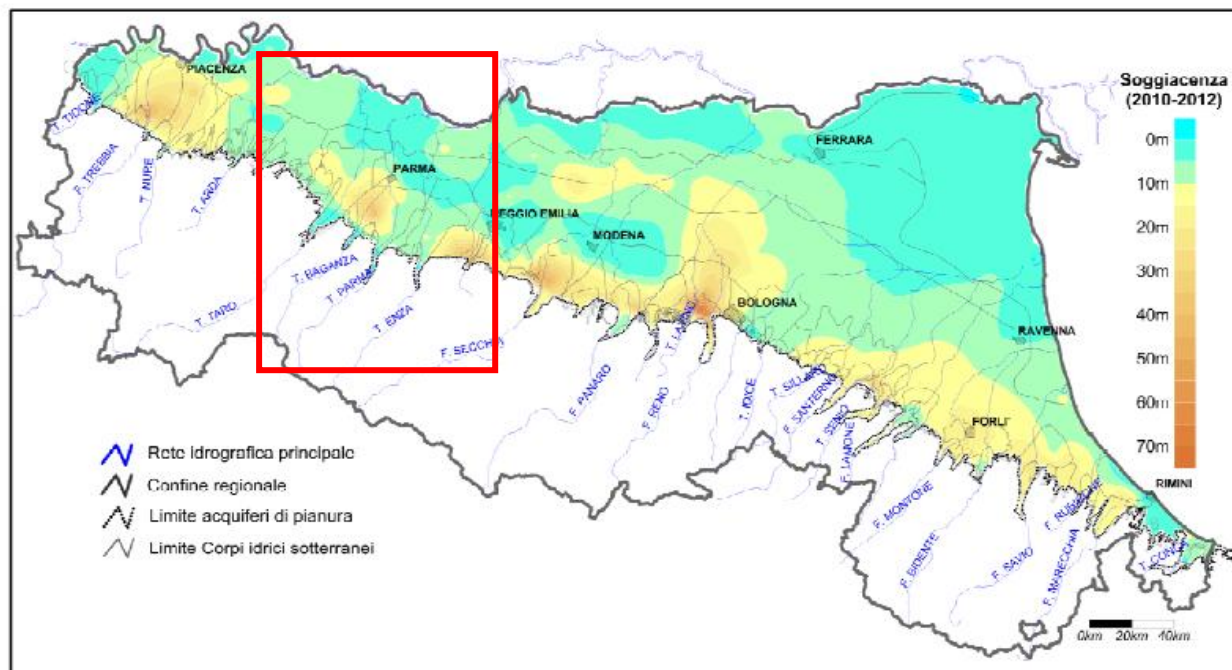 PIACENZA
Soggiacenza
(2010-2012)
0m
10m
20m
30m
40m
50m
60m
70m
T. TIDONE
F. TREBBIA
T. NURE
T. ARDA
PARMA
FERRARA
REGGIO EMILIA
MODENA
BOLOGNA
RAVENNA
T. BAGANZA
T. PARMA
T. TARO
T. ENZA
F. SECCHIA
F. PANARO
F. RENO
T. IDICE
T. SILLARO
F. SANTERNO
T. SENIO
F. LAMONE
FORLI'
RIMINI
F. MONTONE
F. BIDENTE
F. SAVIO
F. RUBICONE
F. MARECCHIA
T. CONCA
Rete idrografica principale
Confine regionale
Limite acquiferi di pianura
Limite Corpi idrici sotterranei
0km 20km 40km